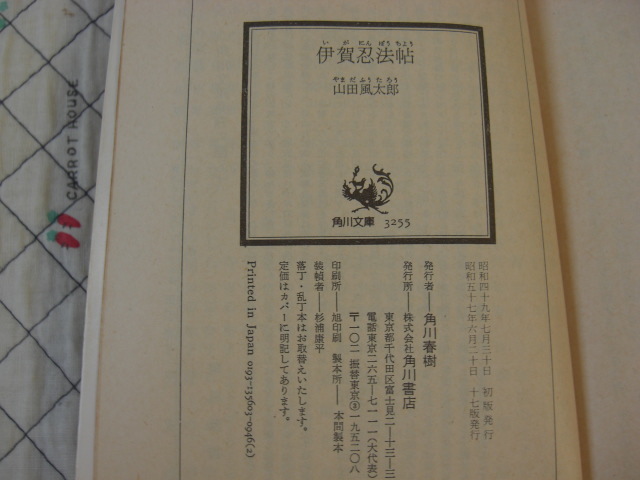 い が にん ぽう ちょう
伊賀忍法帖
やま だ ふう た ろう
山田風太郎
角川文庫 3255
昭和四十九年七月三十日 初版発行
昭和五十七年六月二十日 十七版発行
発行者──角川春樹
発行所──株式会社角川書店
東京都千代田区富士見二─十三─三
電話東京二六五─七一一一(大代表)
〒一〇二 振替東京③一九五二〇八
印刷所──旭印刷 製本所──本間製本
装幀者──杉浦康平
落丁・乱丁本はお取替えいたします。
定価はカバーに明記してあります。
Printed in Japan 0193-135603-0946(2)
CARROT HOUSE